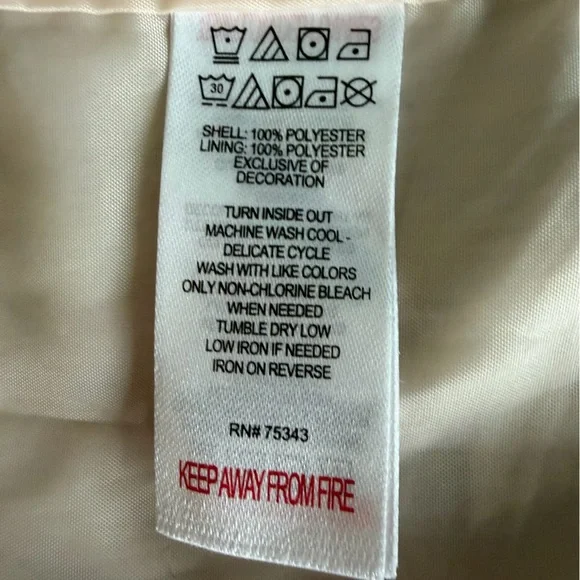 30
SHELL: 100% POLYESTER
LINING: 100% POLYESTER
EXCLUSIVE OF
DECORATION
TURN INSIDE OUT
MACHINE WASH COOL -
DELICATE CYCLE
WASH WITH LIKE COLORS
ONLY NON-CHLORINE BLEACH
WHEN NEEDED
TUMBLE DRY LOW
LOW IRON IF NEEDED
IRON ON REVERSE
RN# 75343
KEEP AWAY FROM FIRE